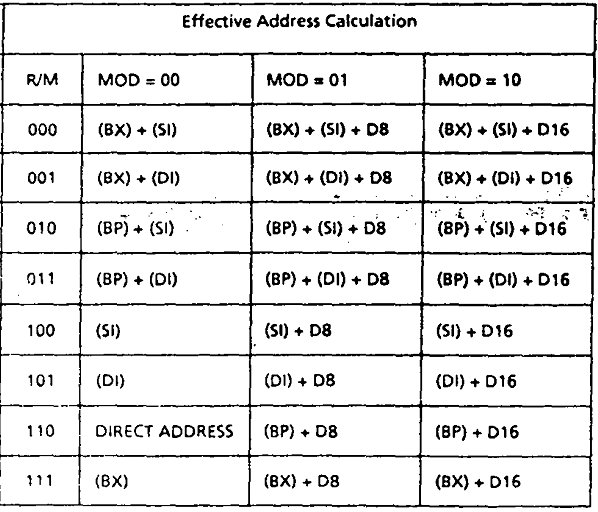 Effective Address Calculation
R/M MOD = 00 MOD = 01 MOD = 10
000 (BX) + (SI) (BX) + (SI) + D8 (BX) + (SI) + D16
001 (BX) + (DI) (BX) + (DI) + D8 (BX) + (DI) + D16
010 (BP) + (SI) (BP) + (SI) + D8 (BP) + (SI) + D16
011 (BP) + (DI) (BP) + (DI) + D8 (BP) + (DI) + D16
100 (SI) (SI) + D8 (SI) + D16
101 (DI) (DI) + D8 (DI) + D16
110 DIRECT ADDRESS (BP) + D8 (BP) + D16
111 (BX) (BX) + D8 (BX) + D16